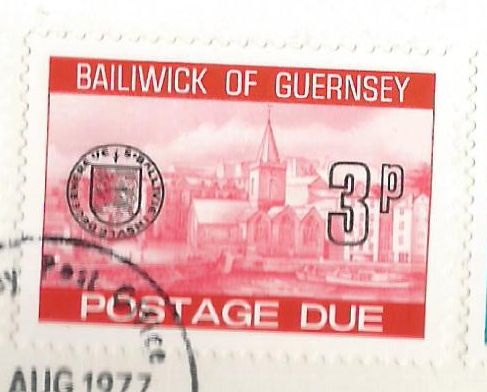 BAILIWICK OF GUERNSEY
3p
POSTAGE DUE
Post Office
AUG 1977